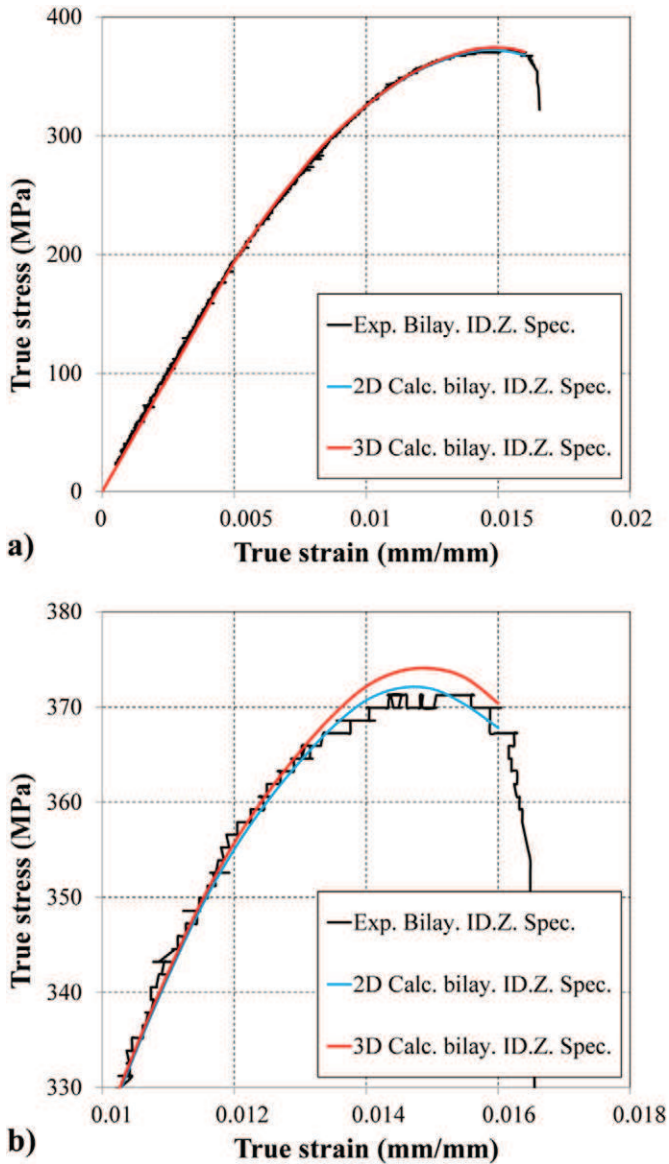 400
300
200
100
0
True stress (MPa)
Exp. Bilay. ID.Z. Spec.
2D Calc. bilay. ID.Z. Spec.
3D Calc. bilay. ID.Z. Spec.
0 0.005 0.01 0.015 0.02
a) True strain (mm/mm)
380
370
360
350
340
330
True stress (MPa)
Exp. Bilay. ID.Z. Spec.
2D Calc. bilay. ID.Z. Spec.
3D Calc. bilay. ID.Z. Spec.
0.01 0.012 0.014 0.016 0.018
b) True strain (mm/mm)